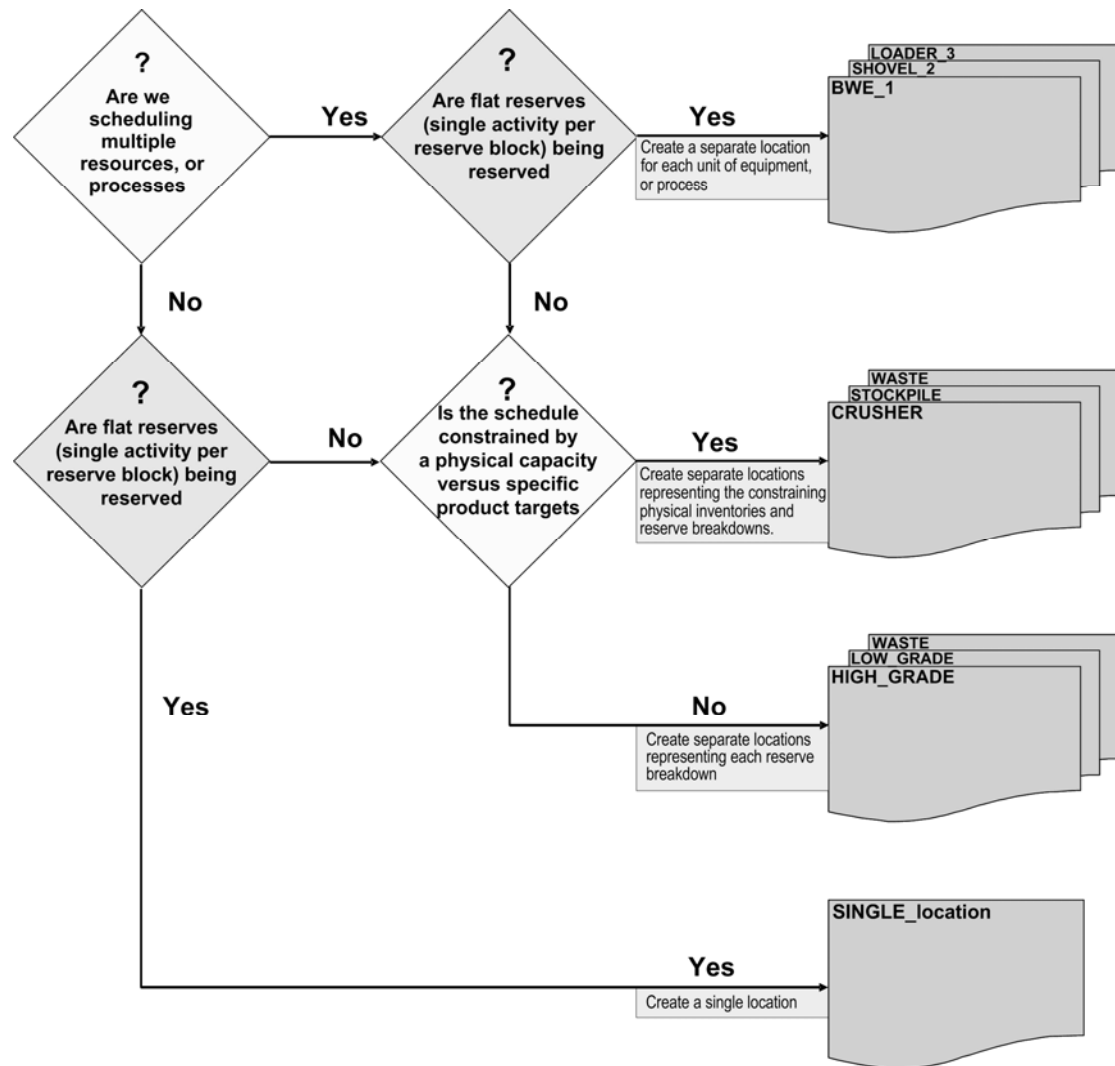 ?
Are we
scheduling
multiple
resources, or
processes
Yes
?
Are flat reserves
(single activity per
reserve block) being
reserved
Yes
Create a separate location
for each unit of equipment,
or process
LOADER_3
SHOVEL_2
BWE_1
No
No
?
Are flat reserves
(single activity per
reserve block) being
reserved
No
?
Is the schedule
constrained by
a physical capacity
versus specific
product targets
Yes
Create separate locations
representing the constraining
physical inventories and
reserve breakdowns.
WASTE
STOCKPILE
CRUSHER
Yes
No
Create separate locations
representing each reserve
breakdown
WASTE
LOW_GRADE
HIGH_GRADE
Yes
Create a single location
SINGLE_location